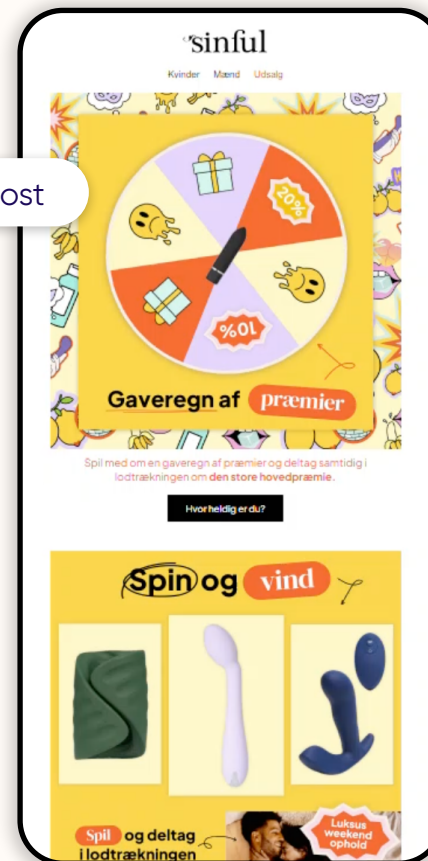 sinful
Kvinder Mænd Udsalg
ost
20%
10%
Gaveregn af præmier
Spil med om en gaveregn af præmier og deltag samtidig i
lodtrækningen om den store hovedpræmie.
Hvor heldig er du?
Spin og vind
Spil og deltag
i lodtrækningen
Luksus
weekend
ophold